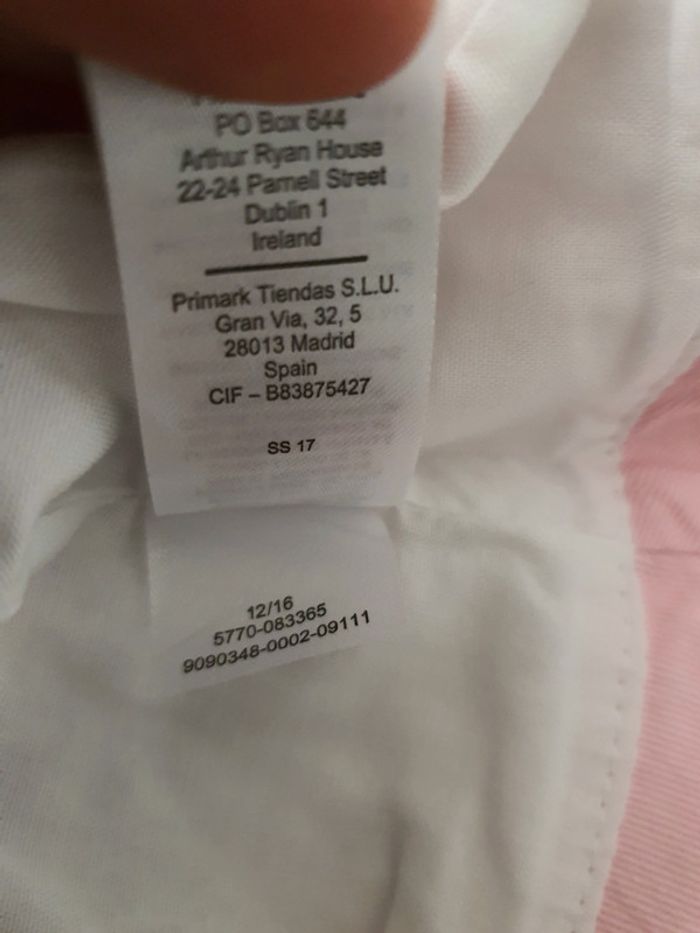 PO Box 644
Arthur Ryan House
22-24 Parnell Street
Dublin 1
Ireland
Primark Tiendas S.L.U.
Gran Via, 32, 5
28013 Madrid
Spain
CIF – B83875427
SS 17
12/16
5770-083365
9090348-0002-09111